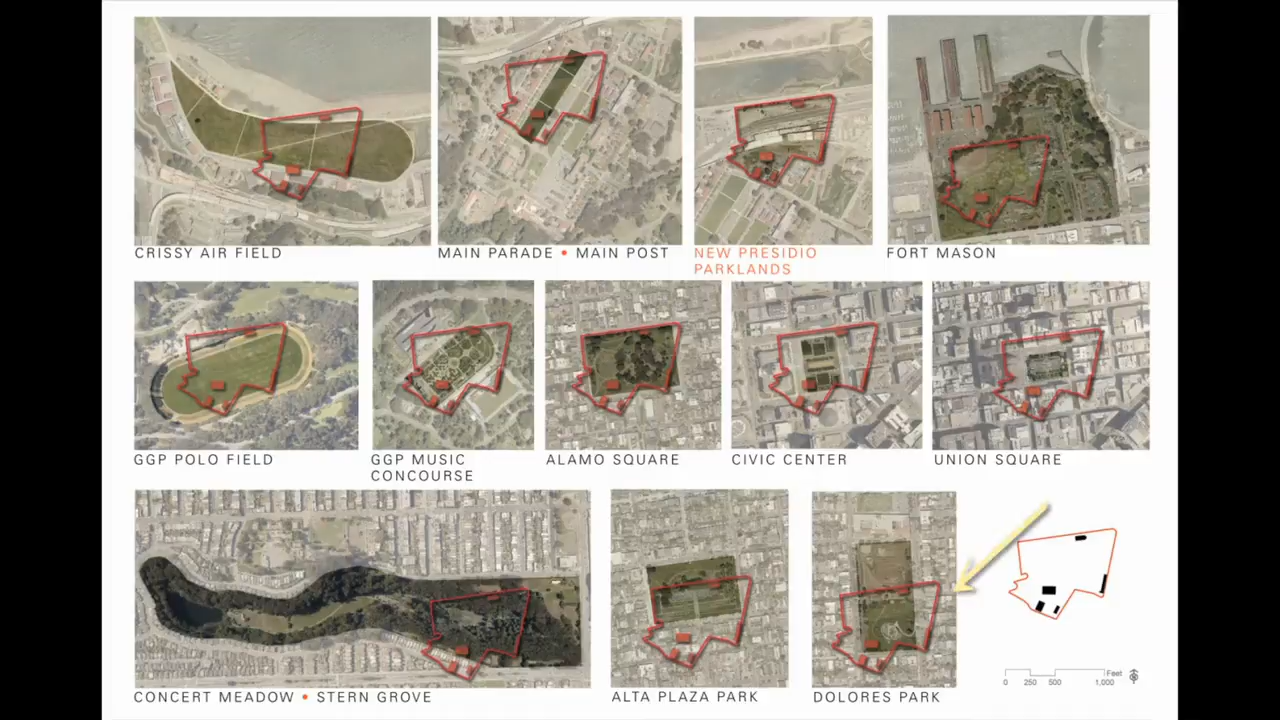 CRISSY AIR FIELD
MAIN PARADE • MAIN POST
NEW PRESIDIO
PARKLANDS
FORT MASON
GGP POLO FIELD
GGP MUSIC
CONCOURSE
ALAMO SQUARE
CIVIC CENTER
UNION SQUARE
CONCERT MEADOW • STERN GROVE
ALTA PLAZA PARK
DOLORES PARK
Feet
0 250 500 1,000